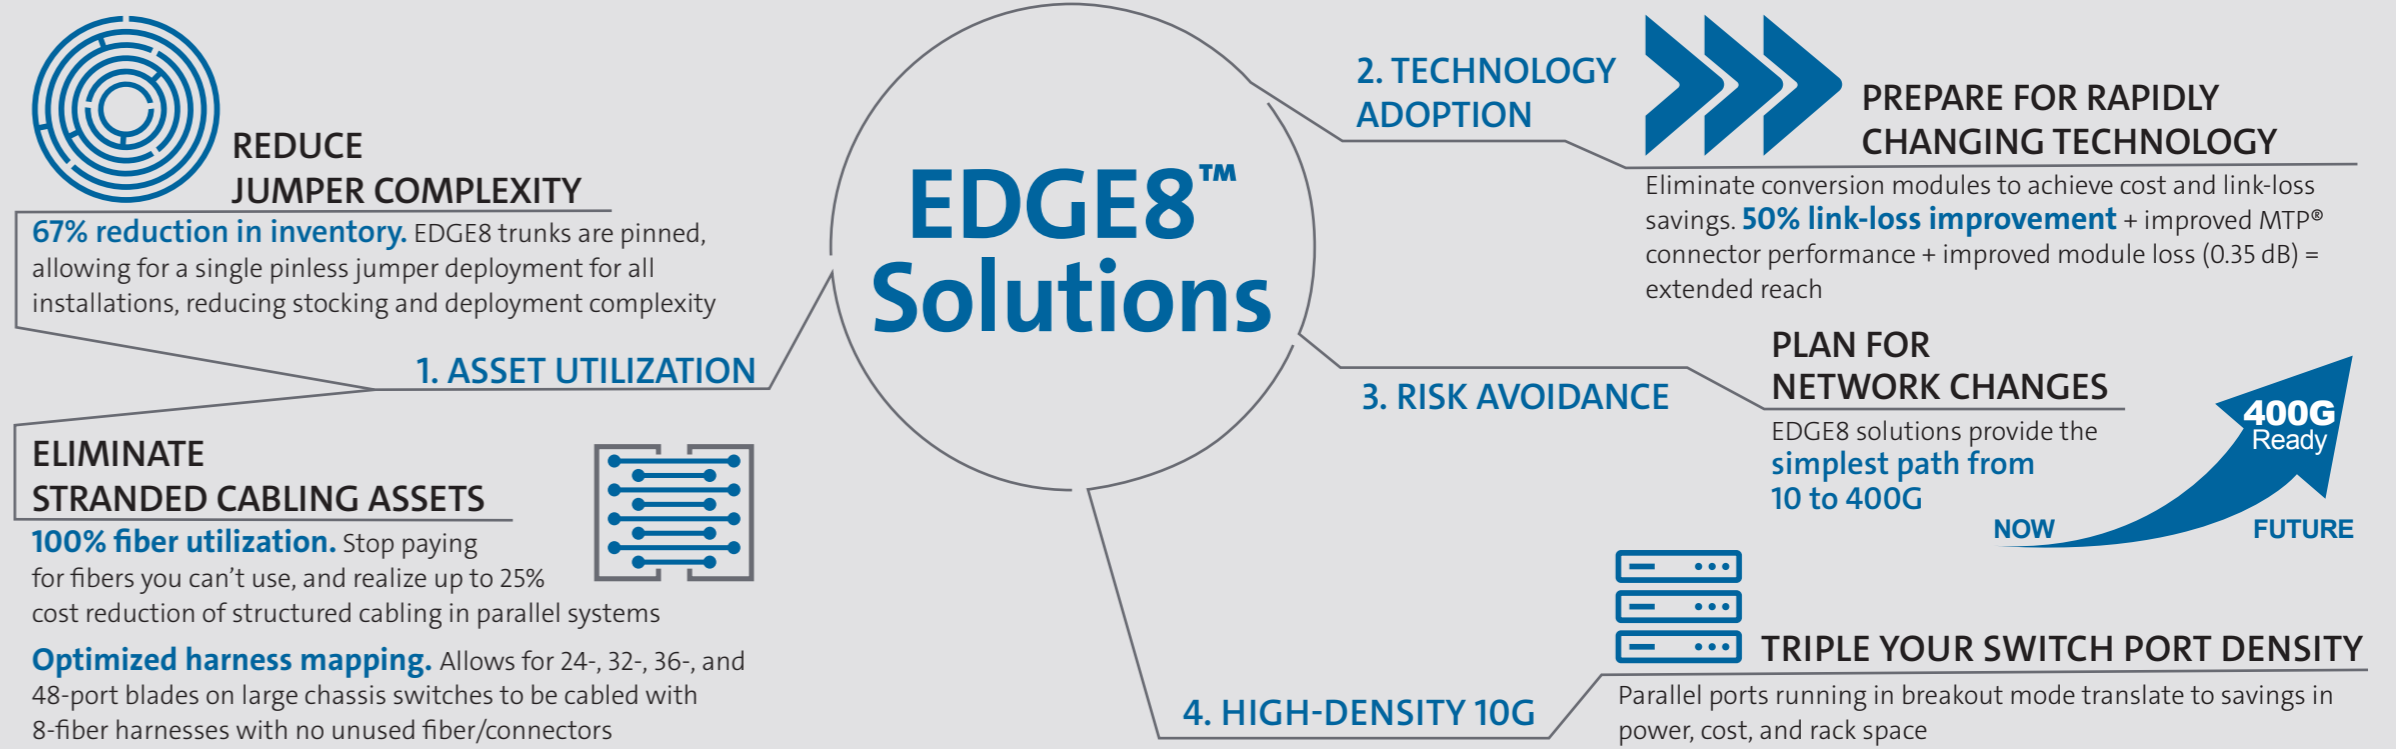 EDGE8™
Solutions
REDUCE
JUMPER COMPLEXITY
67% reduction in inventory. EDGE8 trunks are pinned,
allowing for a single pinless jumper deployment for all
installations, reducing stocking and deployment complexity
1. ASSET UTILIZATION
ELIMINATE
STRANDED CABLING ASSETS
100% fiber utilization. Stop paying
for fibers you can’t use, and realize up to 25%
cost reduction of structured cabling in parallel systems
Optimized harness mapping. Allows for 24-, 32-, 36-, and
48-port blades on large chassis switches to be cabled with
8-fiber harnesses with no unused fiber/connectors
2. TECHNOLOGY
ADOPTION
PREPARE FOR RAPIDLY
CHANGING TECHNOLOGY
Eliminate conversion modules to achieve cost and link-loss
savings. 50% link-loss improvement + improved MTP®
connector performance + improved module loss (0.35 dB) =
extended reach
3. RISK AVOIDANCE
PLAN FOR
NETWORK CHANGES
EDGE8 solutions provide the
simplest path from
10 to 400G
400G
Ready
NOW
FUTURE
4. HIGH-DENSITY 10G
TRIPLE YOUR SWITCH PORT DENSITY
Parallel ports running in breakout mode translate to savings in
power, cost, and rack space